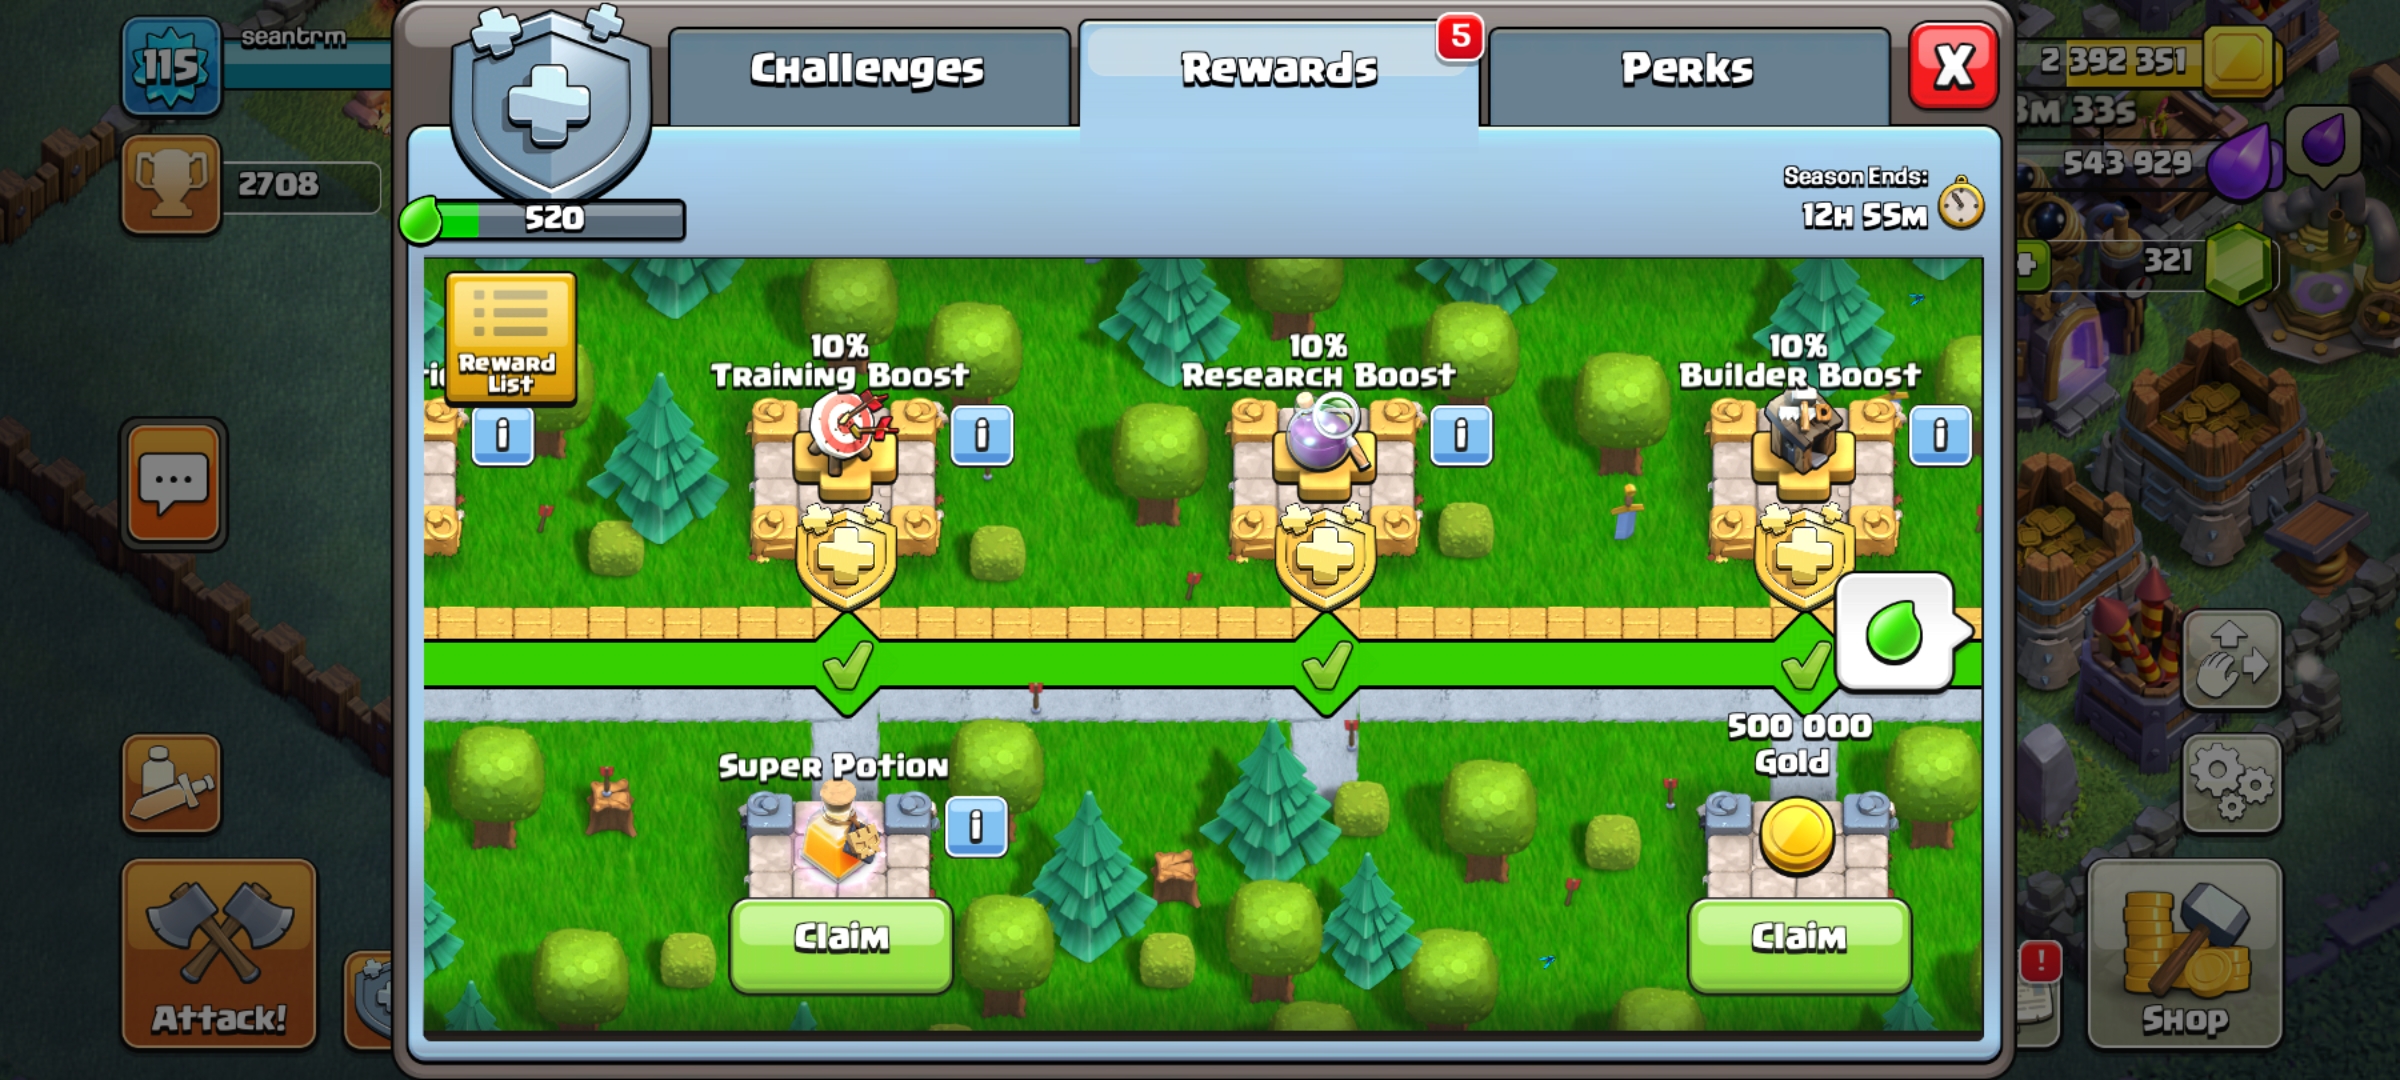 115
seantrm
2708
Challenges
Rewards
5
Perks
X
2 392 351
3M 33s
543 929
321
520
Season Ends:
12H 55M
Reward
List
10%
Training Boost
10%
Research Boost
10%
Builder Boost
i
i
i
i
Super Potion
i
500 000
Gold
Claim
Claim
Attack!
!
Shop